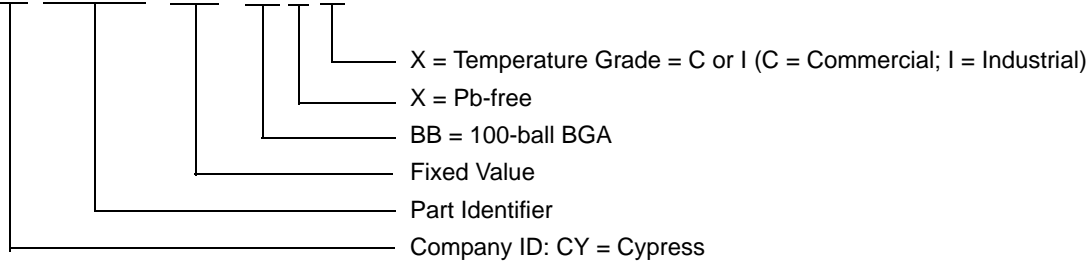 X = Temperature Grade = C or I (C = Commercial; I = Industrial)
X = Pb-free
BB = 100-ball BGA
Fixed Value
Part Identifier
Company ID: CY = Cypress